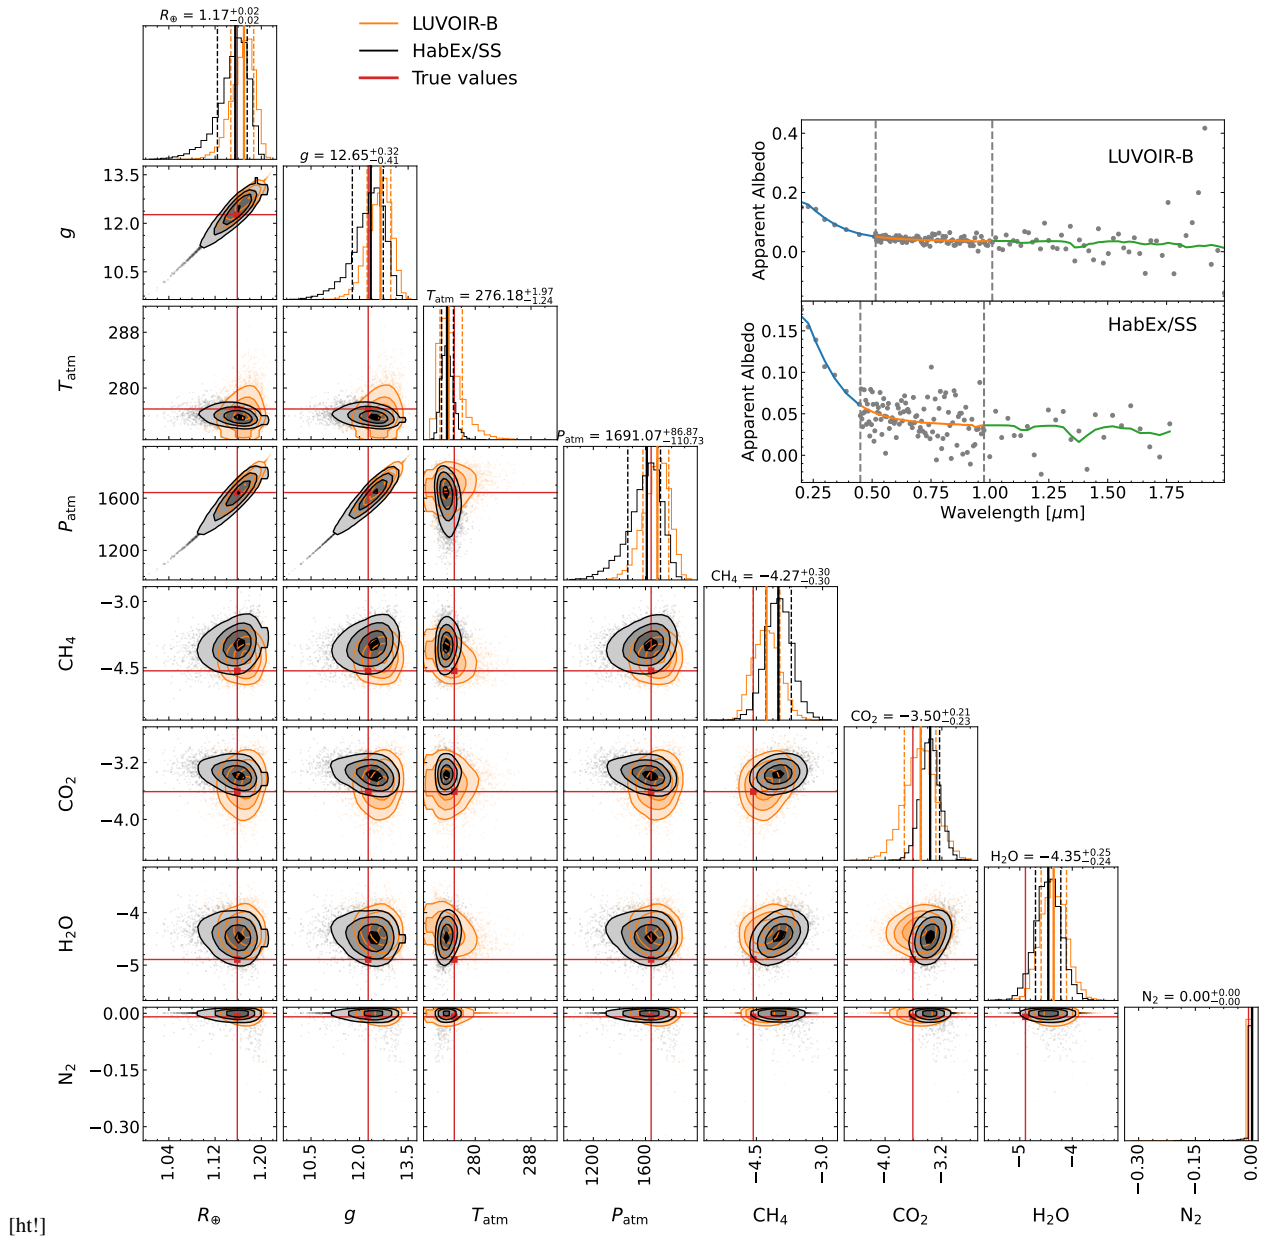 R⊕ = 1.17+0.02−0.02
LUVOIR-B
HabEx/SS
True values
g = 12.65+0.32−0.41
13.5
12.0
10.5
g
Tatm = 276.18+1.97−1.24
288
280
Tatm
Patm = 1691.07+86.87−110.73
1600
1200
Patm
CH4 = −4.27+0.30−0.30
−3.0
−4.5
CH4
CO2 = −3.50+0.21−0.23
−3.2
−4.0
CO2
H2O = −4.35+0.25−0.24
−4
−5
H2O
N2 = 0.00+0.00−0.00
0.00
−0.15
−0.30
N2
0.4
0.2
0.0
Apparent Albedo
LUVOIR-B
0.15
0.10
0.05
0.00
Apparent Albedo
HabEx/SS
0.25 0.50 0.75 1.00 1.25 1.50 1.75
Wavelength [μm]
1.04 1.12 1.20 10.5 12.0 13.5 280 288 1200 1600 −4.5 −3.0 −4.0 −3.2 −5 −4 −0.30 −0.15 0.00
[ht!] R⊕ g Tatm Patm CH4 CO2 H2O N2